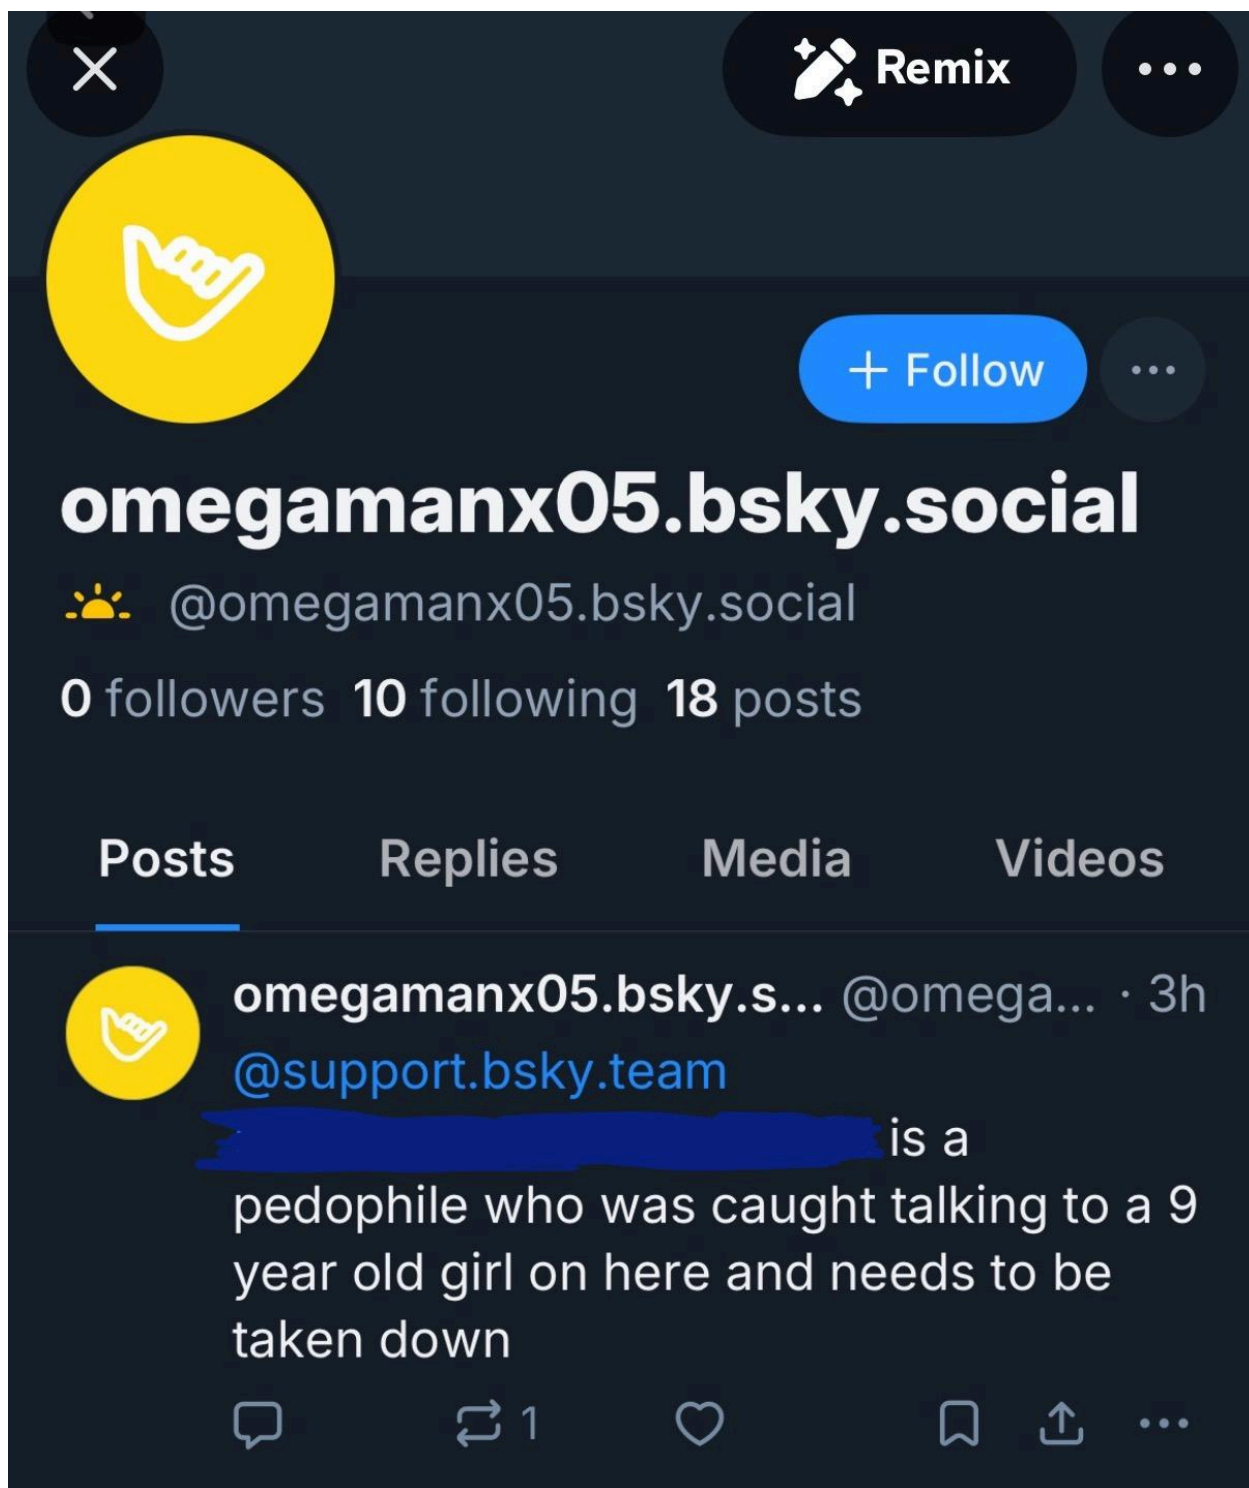 Remix
+ Follow
omegamanx05.bsky.social
@omegamanx05.bsky.social
0 followers 10 following 18 posts
Posts Replies Media Videos
omegamanx05.bsky.s... @omega... · 3h
@support.bsky.team
is a
pedophile who was caught talking to a 9
year old girl on here and needs to be
taken down
1